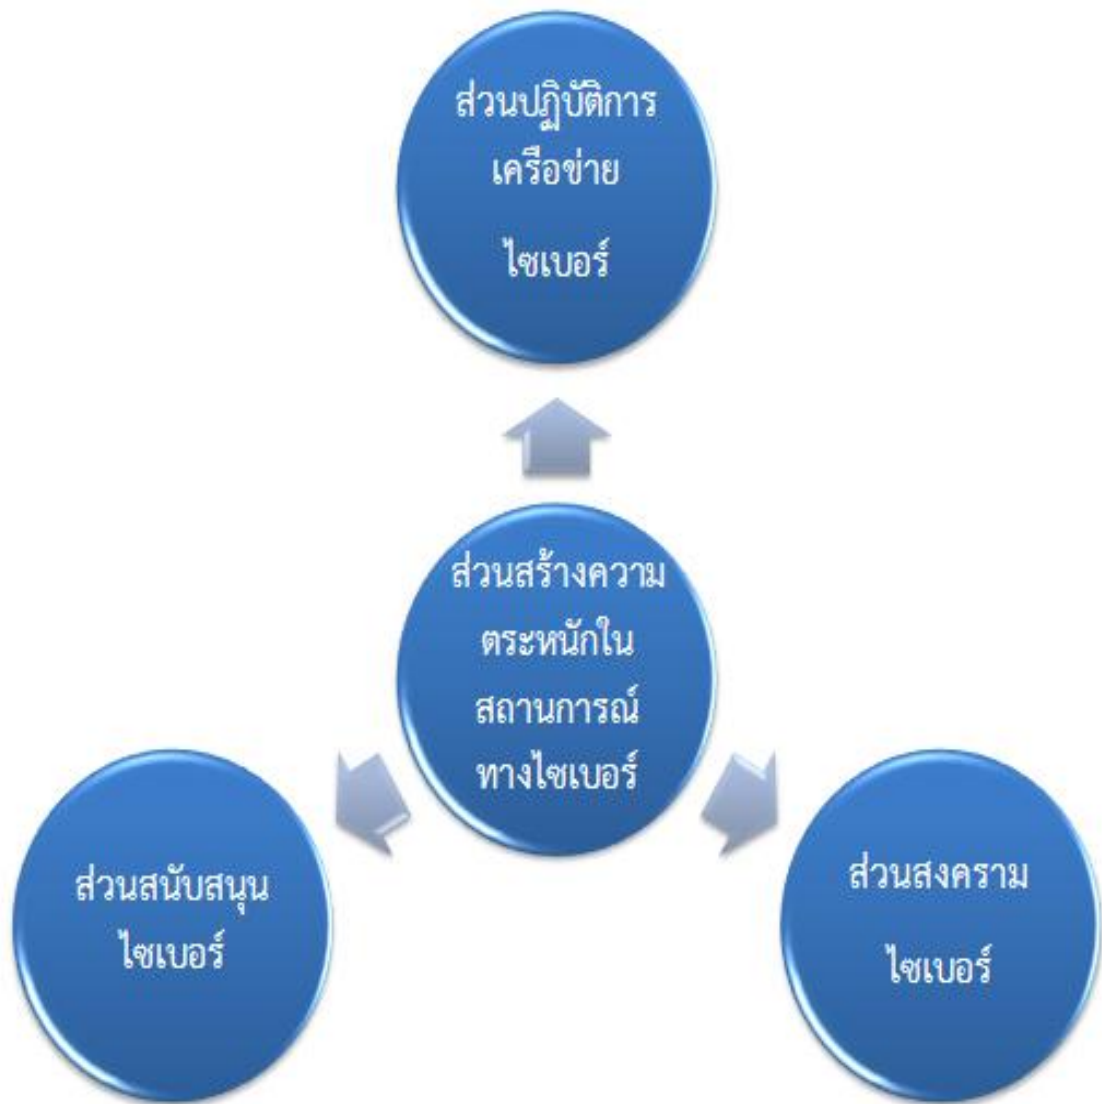 ส่วนปฏิบัติการ
เครือข่าย
ไซเบอร์
ส่วนสร้างความ
ตระหนักใน
สถานการณ์
ทางไซเบอร์
ส่วนสนับสนุน
ไซเบอร์
ส่วนสงคราม
ไซเบอร์